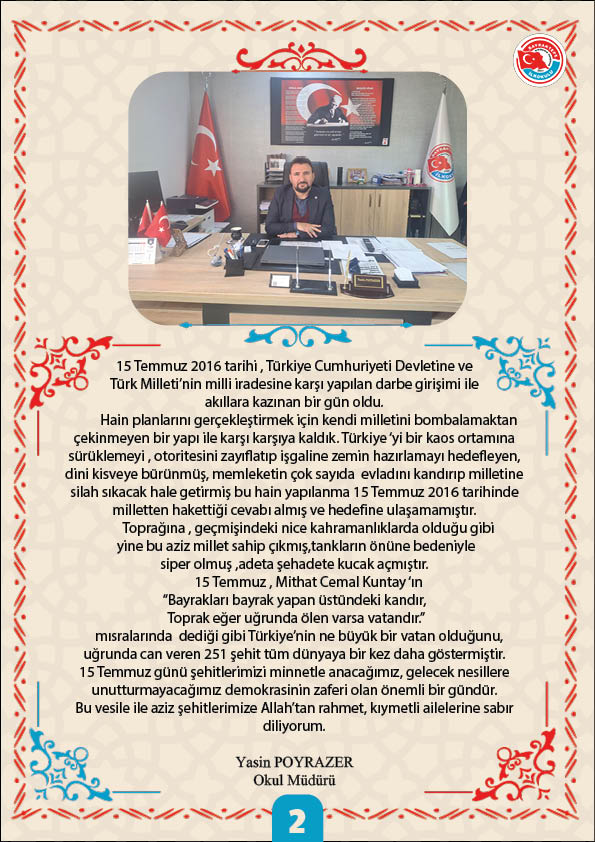 15 Temmuz 2016 tarihi , Türkiye Cumhuriyeti Devletine ve
Türk Milleti'nin milli iradesine karşı yapılan darbe girişimi ile
akıllara kazınan bir gün oldu.
Hain planlarını gerçekleştirmek için kendi milletini bombalamaktan
çekinmeyen bir yapı ile karşı karşıya kaldık. Türkiye 'yi bir kaos ortamına
sürüklemeyi , otoritesini zayıflatıp işgaline zemin hazırlamayı hedefleyen,
dini kisveye bürünmüş, memleketin çok sayıda evladını kandırıp milletine
silah sıkacak hale getirmiş bu hain yapılanma 15 Temmuz 2016 tarihinde
milletten hakettiği cevabı almış ve hedefine ulaşamamıştır.
Toprağına , geçmişindeki nice kahramanlıklarda olduğu gibi
yine bu aziz millet sahip çıkmış,tankların önüne bedeniyle
siper olmuş ,adeta şehadete kucak açmıştır.
15 Temmuz , Mithat Cemal Kuntay 'ın
"Bayrakları bayrak yapan üstündeki kandır,
Toprak eğer uğrunda ölen varsa vatandır."
mısralarında dediği gibi Türkiye'nin ne büyük bir vatan olduğunu,
uğrunda can veren 251 şehit tüm dünyaya bir kez daha göstermiştir.
15 Temmuz günü şehitlerimizi minnetle anacağımız, gelecek nesillere
unutturmayacağımız demokrasinin zaferi olan önemli bir gündür.
Bu vesile ile aziz şehitlerimize Allah'tan rahmet, kıymetli ailelerine sabır
diliyorum.
Yasin POYRAZER
Okul Müdürü
2